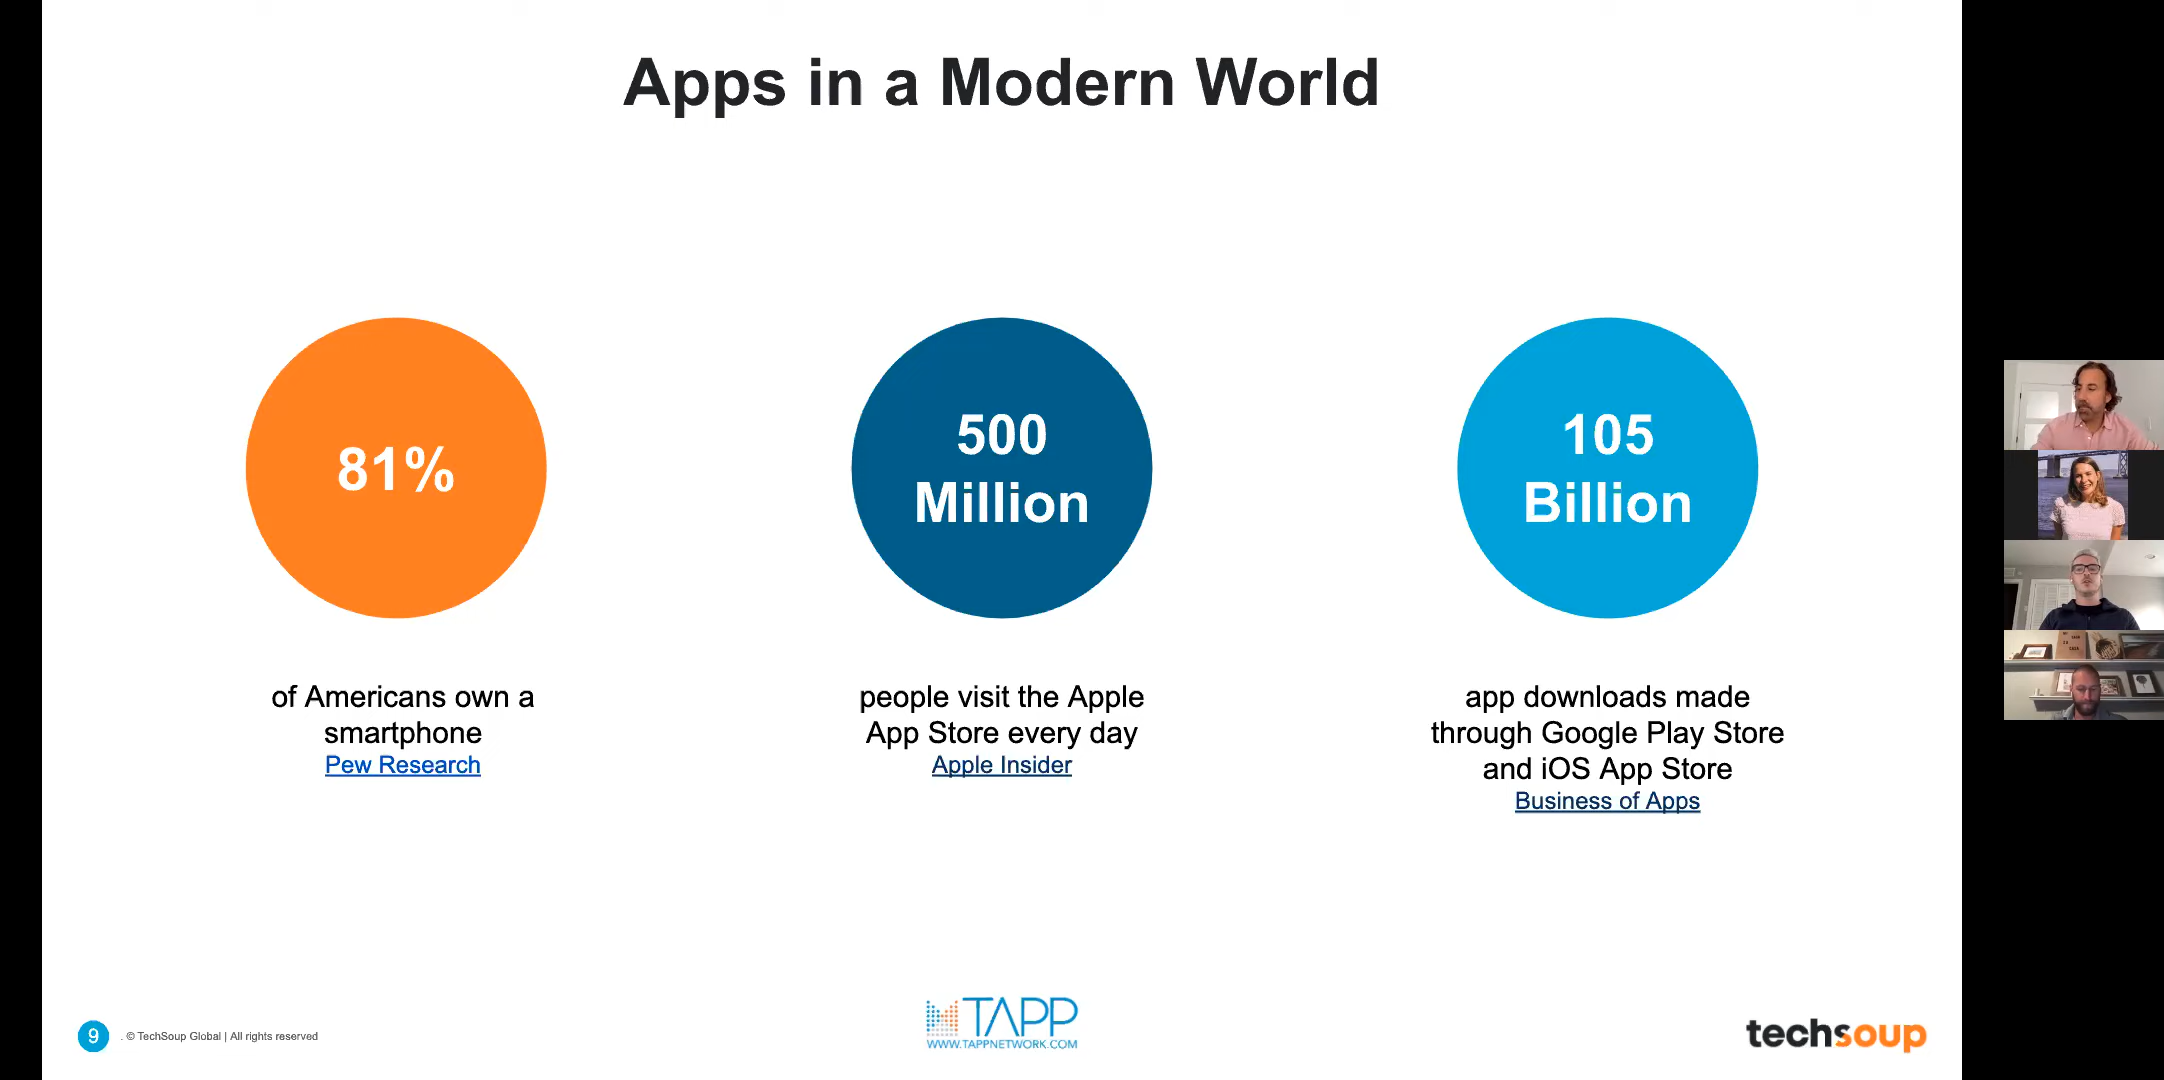 Apps in a Modern World
81%
of Americans own a
smartphone
Pew Research
500
Million
people visit the Apple
App Store every day
Apple Insider
105
Billion
app downloads made
through Google Play Store
and iOS App Store
Business of Apps
9
. © TechSoup Global | All rights reserved
TAPP
WWW.TAPPNETWORK.COM
techsoup